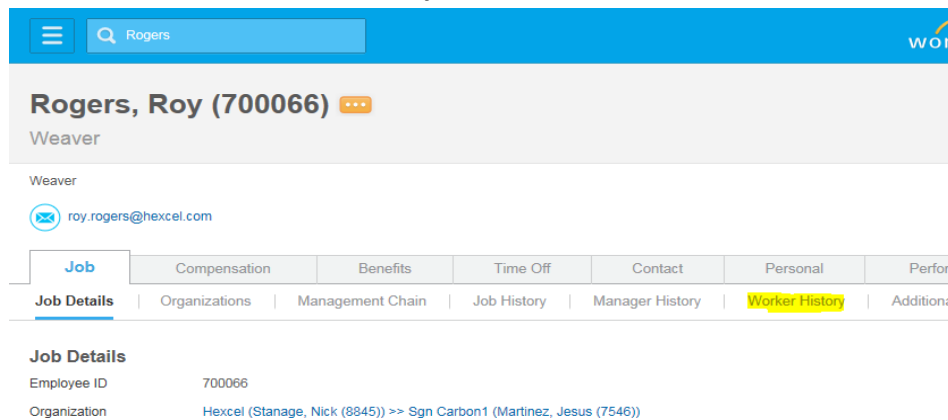 Rogers
Rogers, Roy (700066)
Weaver
Weaver
roy.rogers@hexcel.com
Job Compensation Benefits Time Off Contact Personal
Job Details Organizations Management Chain Job History Manager History Worker History
Job Details
Employee ID 700066
Organization Hexcel (Stanage, Nick (8845)) >> Sgn Carbon1 (Martinez, Jesus (7546))